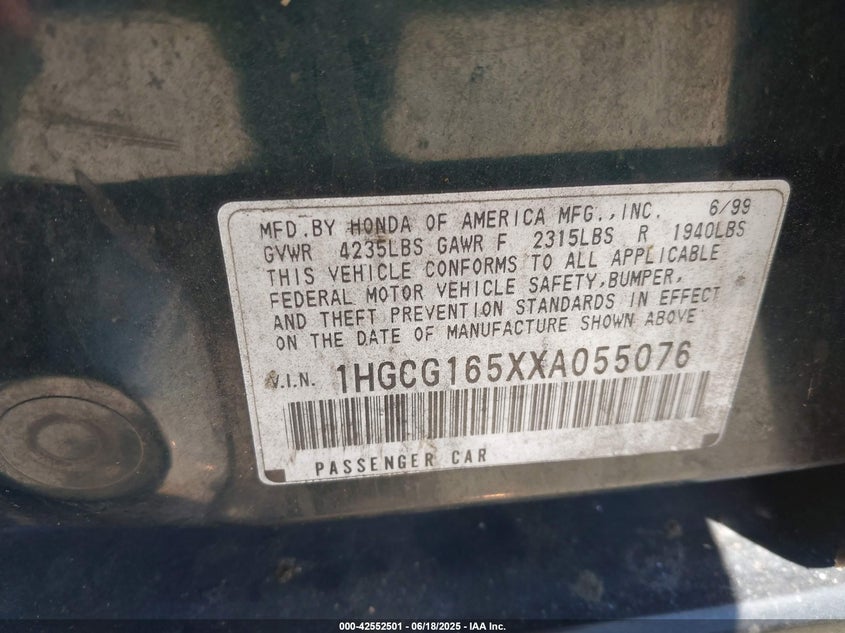 MFD.BY HONDA OF AMERICA MFG.,INC. 6/99
GVWR 4235LBS GAWR F 2315LBS R 1940LBS
THIS VEHICLE CONFORMS TO ALL APPLICABLE
FEDERAL MOTOR VEHICLE SAFETY,BUMPER,
AND THEFT PREVENTION STANDARDS IN EFFECT
ON THE DATE OF MANUFACTURE SHOWN ABOVE
V.I.N. 1HGCG165XXA055076
PASSENGER CAR
000-42552501 - 06/18/2025 - IAA Inc.